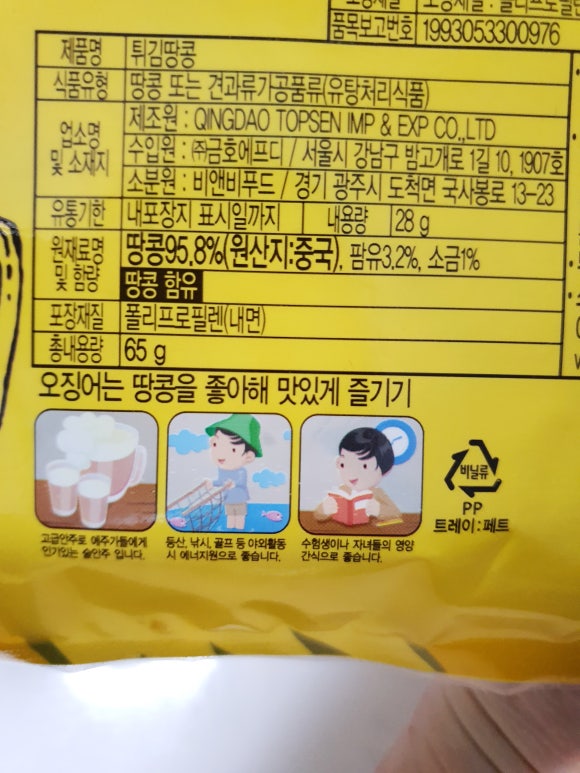 품목보고번호 1993053300976
제품명 튀김땅콩
식품유형 땅콩 또는 견과류가공품류(유탕처리식품)
업소명 및 소재지
제조원 : QINGDAO TOPSEN IMP & EXP CO.,LTD
수입원 : ㈜금호에프디 / 서울시 강남구 밤고개로 1길 10, 1907호
소분원 : 비앤비푸드 / 경기 광주시 도척면 국사봉로 13-23
유통기한 내포장지 표시일까지 내용량 28 g
원재료명 및 함량
땅콩95.8%(원산지:중국), 팜유3.2%, 소금1%
땅콩 함유
포장재질 폴리프로필렌(내면)
총내용량 65 g
오징어는 땅콩을 좋아해 맛있게 즐기기
고급안주로 애주가들에게
인기있는 술안주 입니다.
등산, 낚시, 골프 등 야외활동
시 에너지원으로 좋습니다.
수험생이나 자녀들의 영양
간식으로 좋습니다.
비닐류
PP
트레이:페트